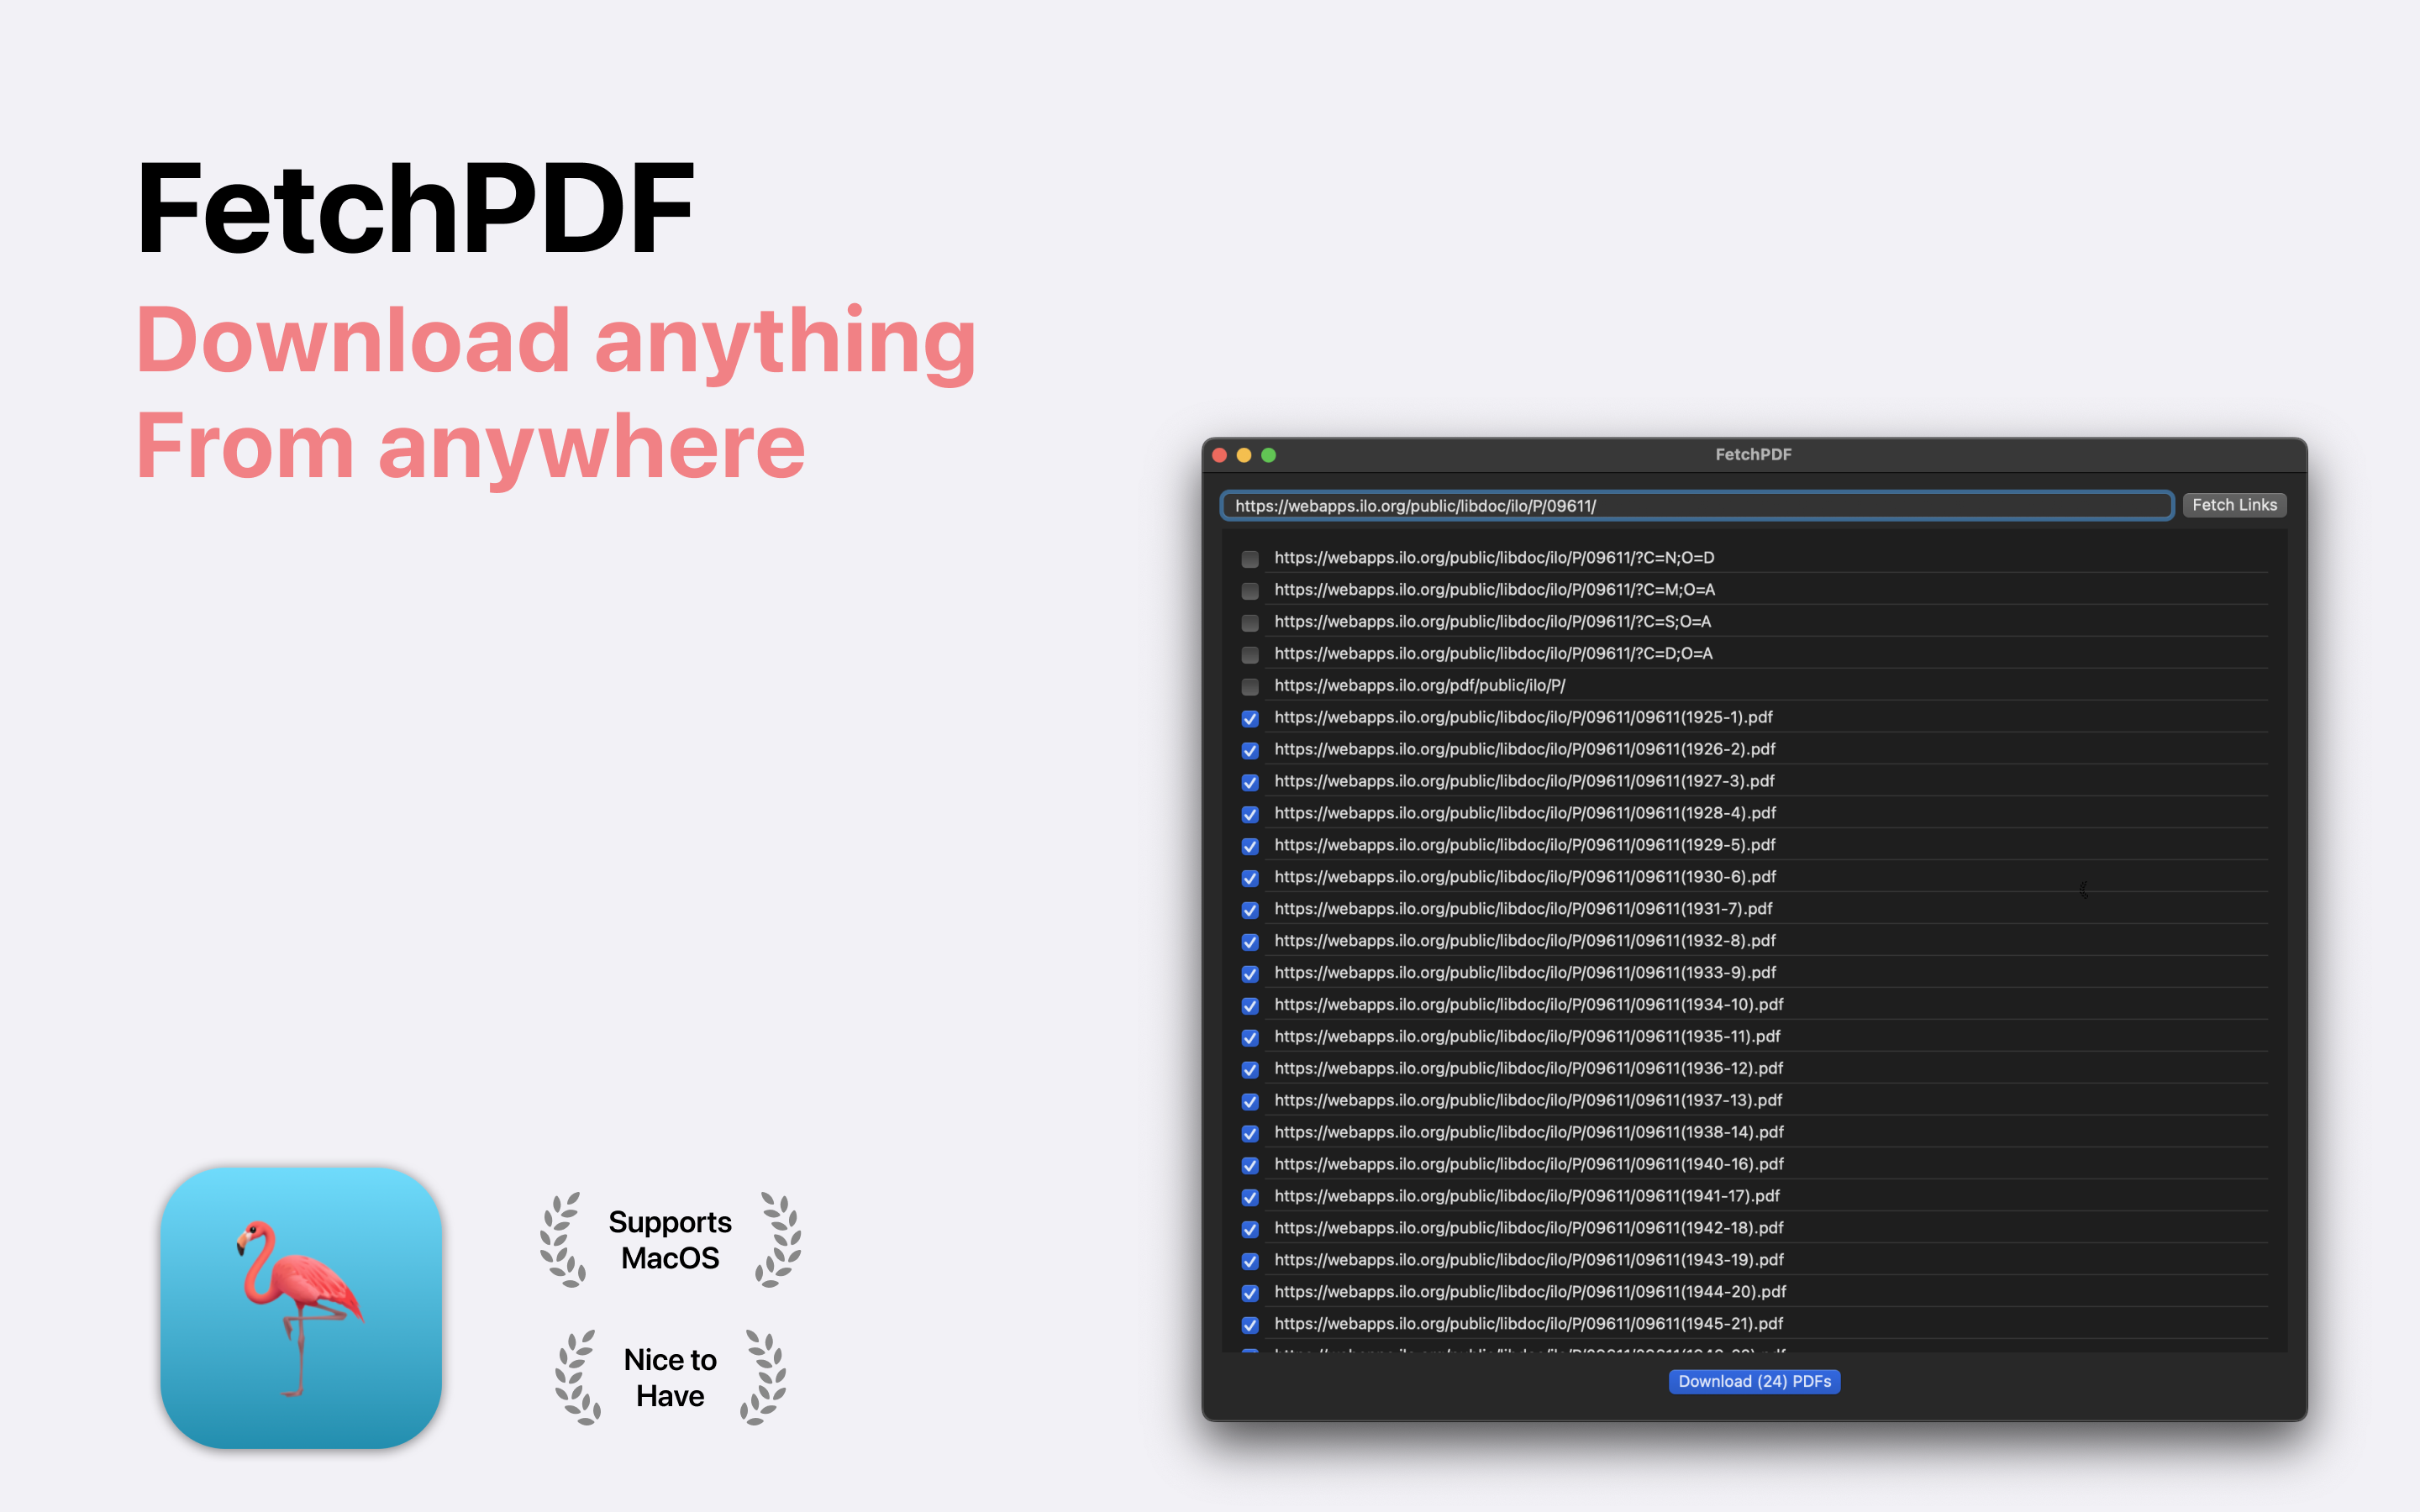 FetchPDF
Download anything
From anywhere
FetchPDF
https://webapps.ilo.org/public/libdoc/ilo/P/09611/
Fetch Links
https://webapps.ilo.org/public/libdoc/ilo/P/09611/?C=N;O=D
https://webapps.ilo.org/public/libdoc/ilo/P/09611/?C=M;O=A
https://webapps.ilo.org/public/libdoc/ilo/P/09611/?C=S;O=A
https://webapps.ilo.org/public/libdoc/ilo/P/09611/?C=D;O=A
https://webapps.ilo.org/pdf/public/ilo/P/
https://webapps.ilo.org/public/libdoc/ilo/P/09611/09611(1925-1).pdf
https://webapps.ilo.org/public/libdoc/ilo/P/09611/09611(1926-2).pdf
https://webapps.ilo.org/public/libdoc/ilo/P/09611/09611(1927-3).pdf
https://webapps.ilo.org/public/libdoc/ilo/P/09611/09611(1928-4).pdf
https://webapps.ilo.org/public/libdoc/ilo/P/09611/09611(1929-5).pdf
https://webapps.ilo.org/public/libdoc/ilo/P/09611/09611(1930-6).pdf
https://webapps.ilo.org/public/libdoc/ilo/P/09611/09611(1931-7).pdf
https://webapps.ilo.org/public/libdoc/ilo/P/09611/09611(1932-8).pdf
https://webapps.ilo.org/public/libdoc/ilo/P/09611/09611(1933-9).pdf
https://webapps.ilo.org/public/libdoc/ilo/P/09611/09611(1934-10).pdf
https://webapps.ilo.org/public/libdoc/ilo/P/09611/09611(1935-11).pdf
https://webapps.ilo.org/public/libdoc/ilo/P/09611/09611(1936-12).pdf
https://webapps.ilo.org/public/libdoc/ilo/P/09611/09611(1937-13).pdf
https://webapps.ilo.org/public/libdoc/ilo/P/09611/09611(1938-14).pdf
https://webapps.ilo.org/public/libdoc/ilo/P/09611/09611(1940-16).pdf
https://webapps.ilo.org/public/libdoc/ilo/P/09611/09611(1941-17).pdf
https://webapps.ilo.org/public/libdoc/ilo/P/09611/09611(1942-18).pdf
https://webapps.ilo.org/public/libdoc/ilo/P/09611/09611(1943-19).pdf
https://webapps.ilo.org/public/libdoc/ilo/P/09611/09611(1944-20).pdf
https://webapps.ilo.org/public/libdoc/ilo/P/09611/09611(1945-21).pdf
Download (24) PDFs
Supports
MacOS
Nice to
Have